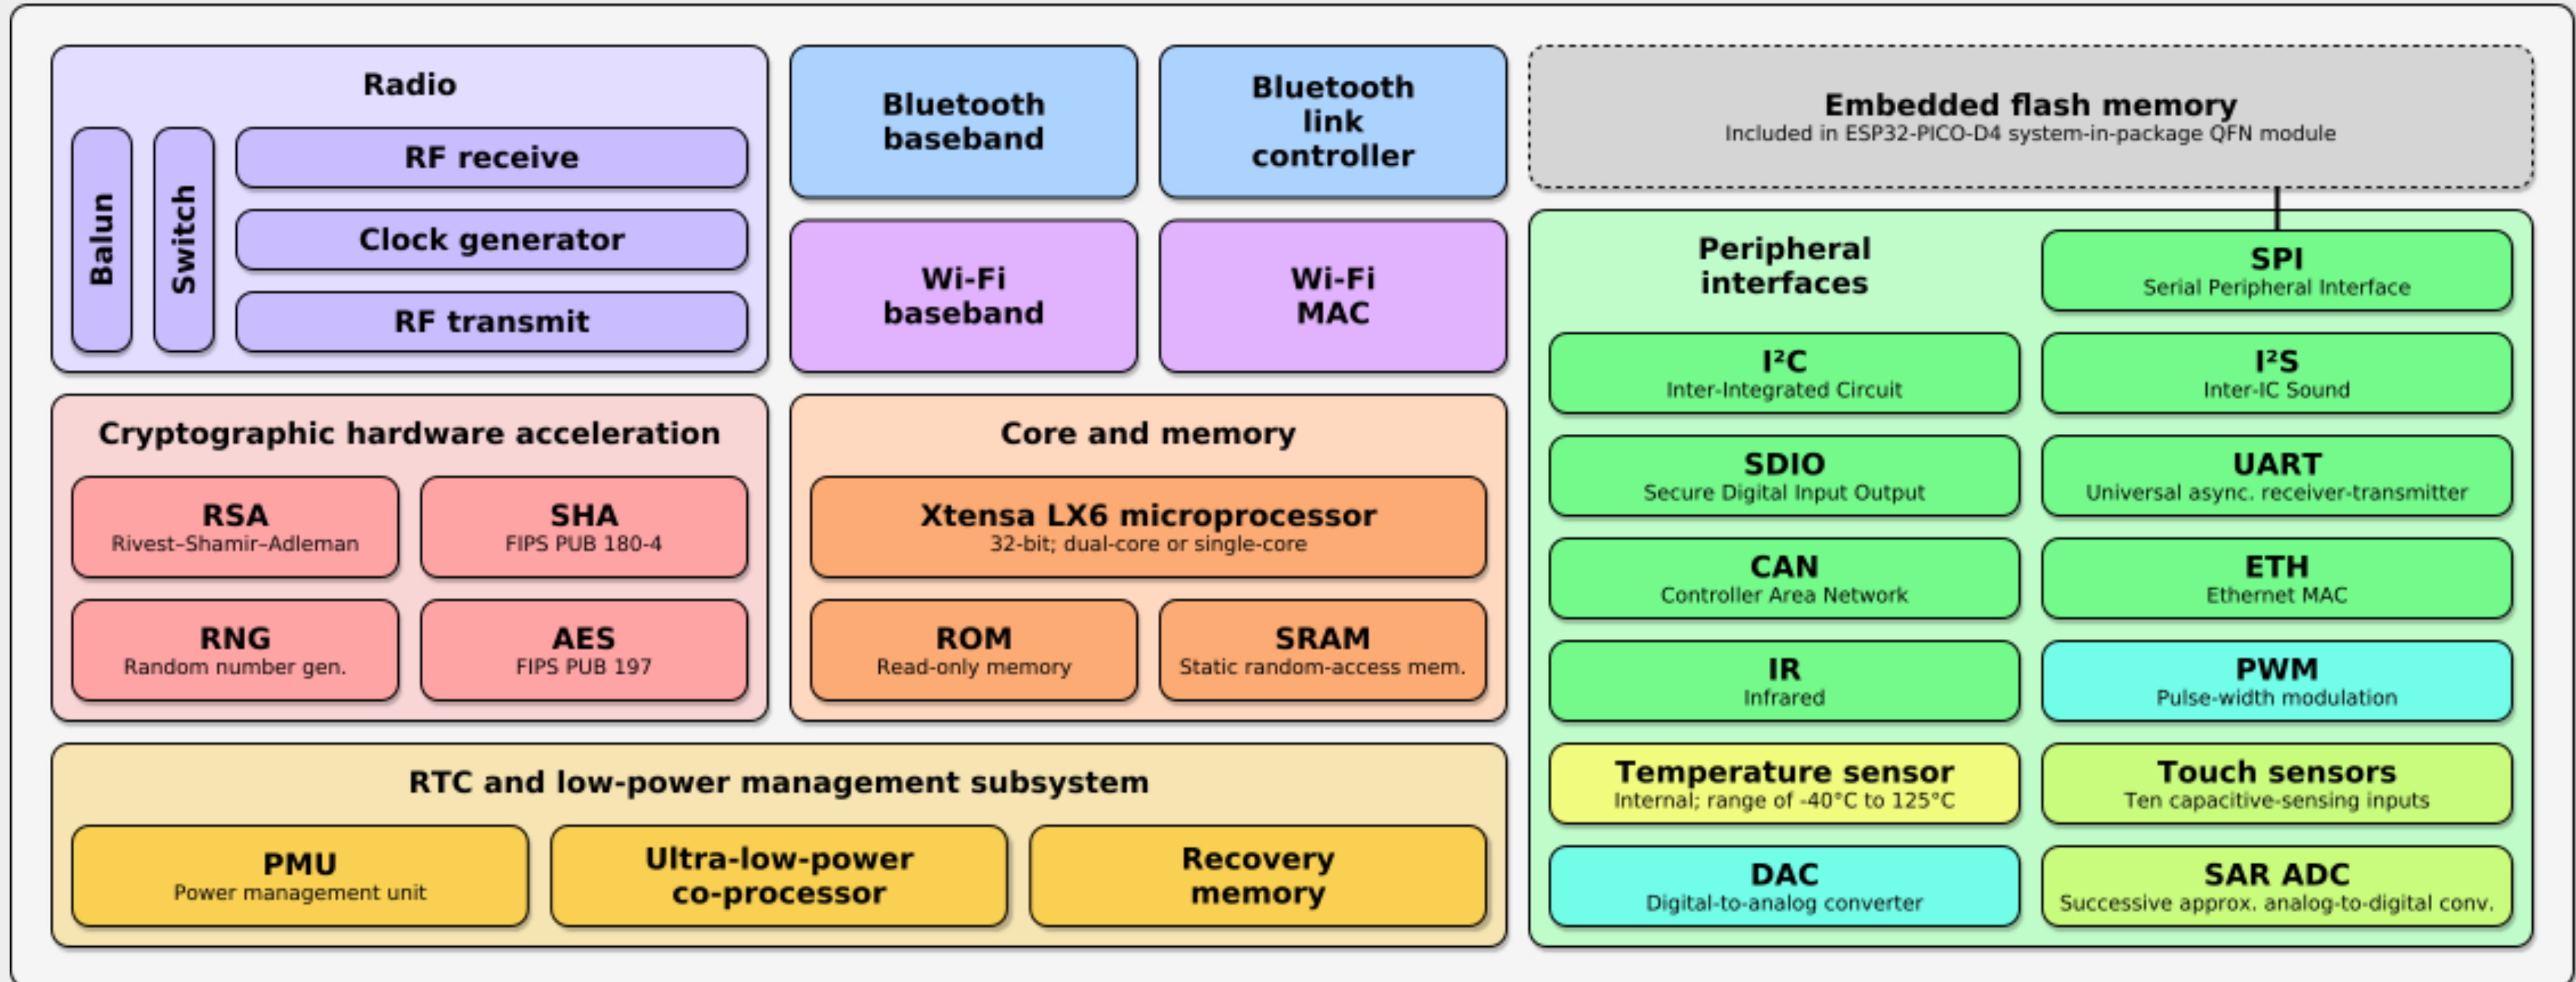 Radio
Balun
Switch
RF receive
Clock generator
RF transmit
Bluetooth
baseband
Bluetooth
link
controller
Wi-Fi
baseband
Wi-Fi
MAC
Embedded flash memory
Included in ESP32-PICO-D4 system-in-package QFN module
Cryptographic hardware acceleration
RSA
Rivest–Shamir–Adleman
SHA
FIPS PUB 180-4
RNG
Random number gen.
AES
FIPS PUB 197
Core and memory
Xtensa LX6 microprocessor
32-bit; dual-core or single-core
ROM
Read-only memory
SRAM
Static random-access mem.
RTC and low-power management subsystem
PMU
Power management unit
Ultra-low-power
co-processor
Recovery
memory
Peripheral
interfaces
SPI
Serial Peripheral Interface
I²C
Inter-Integrated Circuit
I²S
Inter-IC Sound
SDIO
Secure Digital Input Output
UART
Universal async. receiver-transmitter
CAN
Controller Area Network
ETH
Ethernet MAC
IR
Infrared
PWM
Pulse-width modulation
Temperature sensor
Internal; range of -40°C to 125°C
Touch sensors
Ten capacitive-sensing inputs
DAC
Digital-to-analog converter
SAR ADC
Successive approx. analog-to-digital conv.